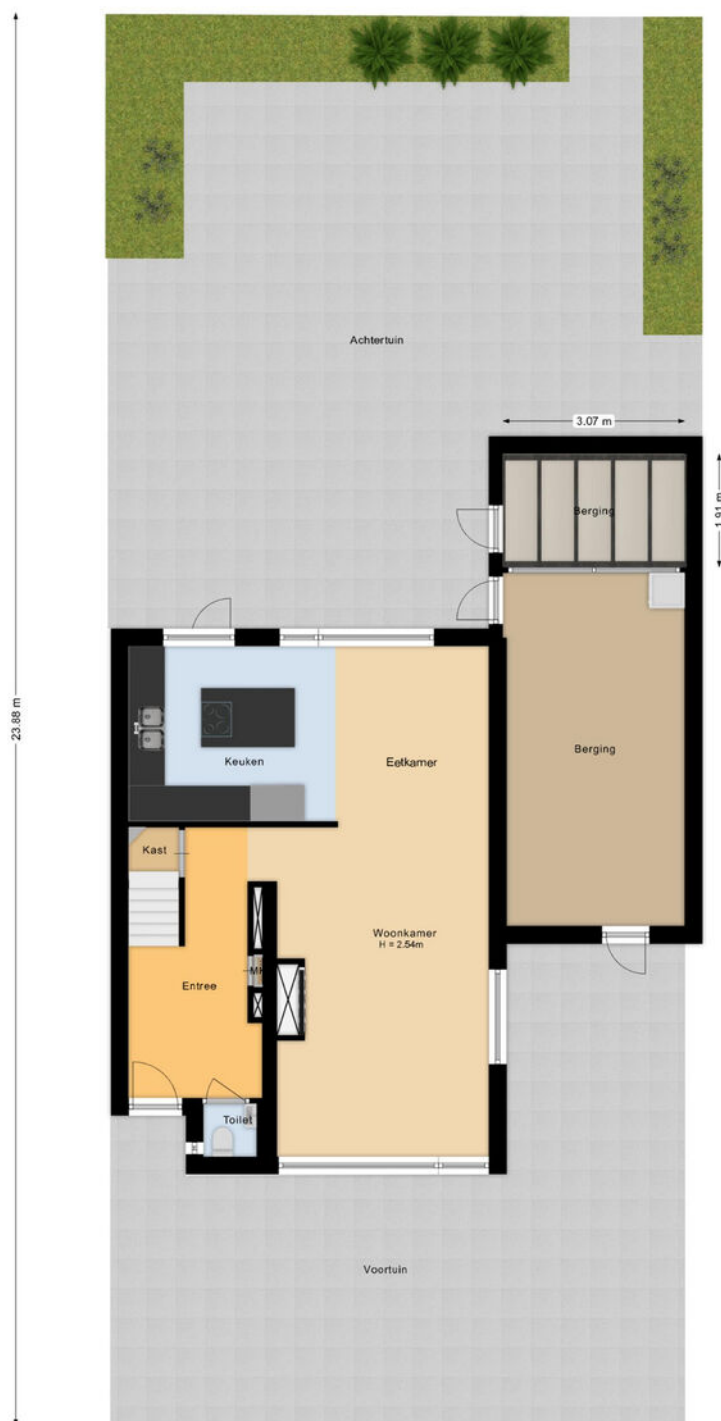 Achtertuin
3.07 m
Berging
1.91 m
23.88 m
Keuken
Eetkamer
Berging
Kast
Woonkamer
H = 2.54m
MK
Entree
Toilet
Voortuin